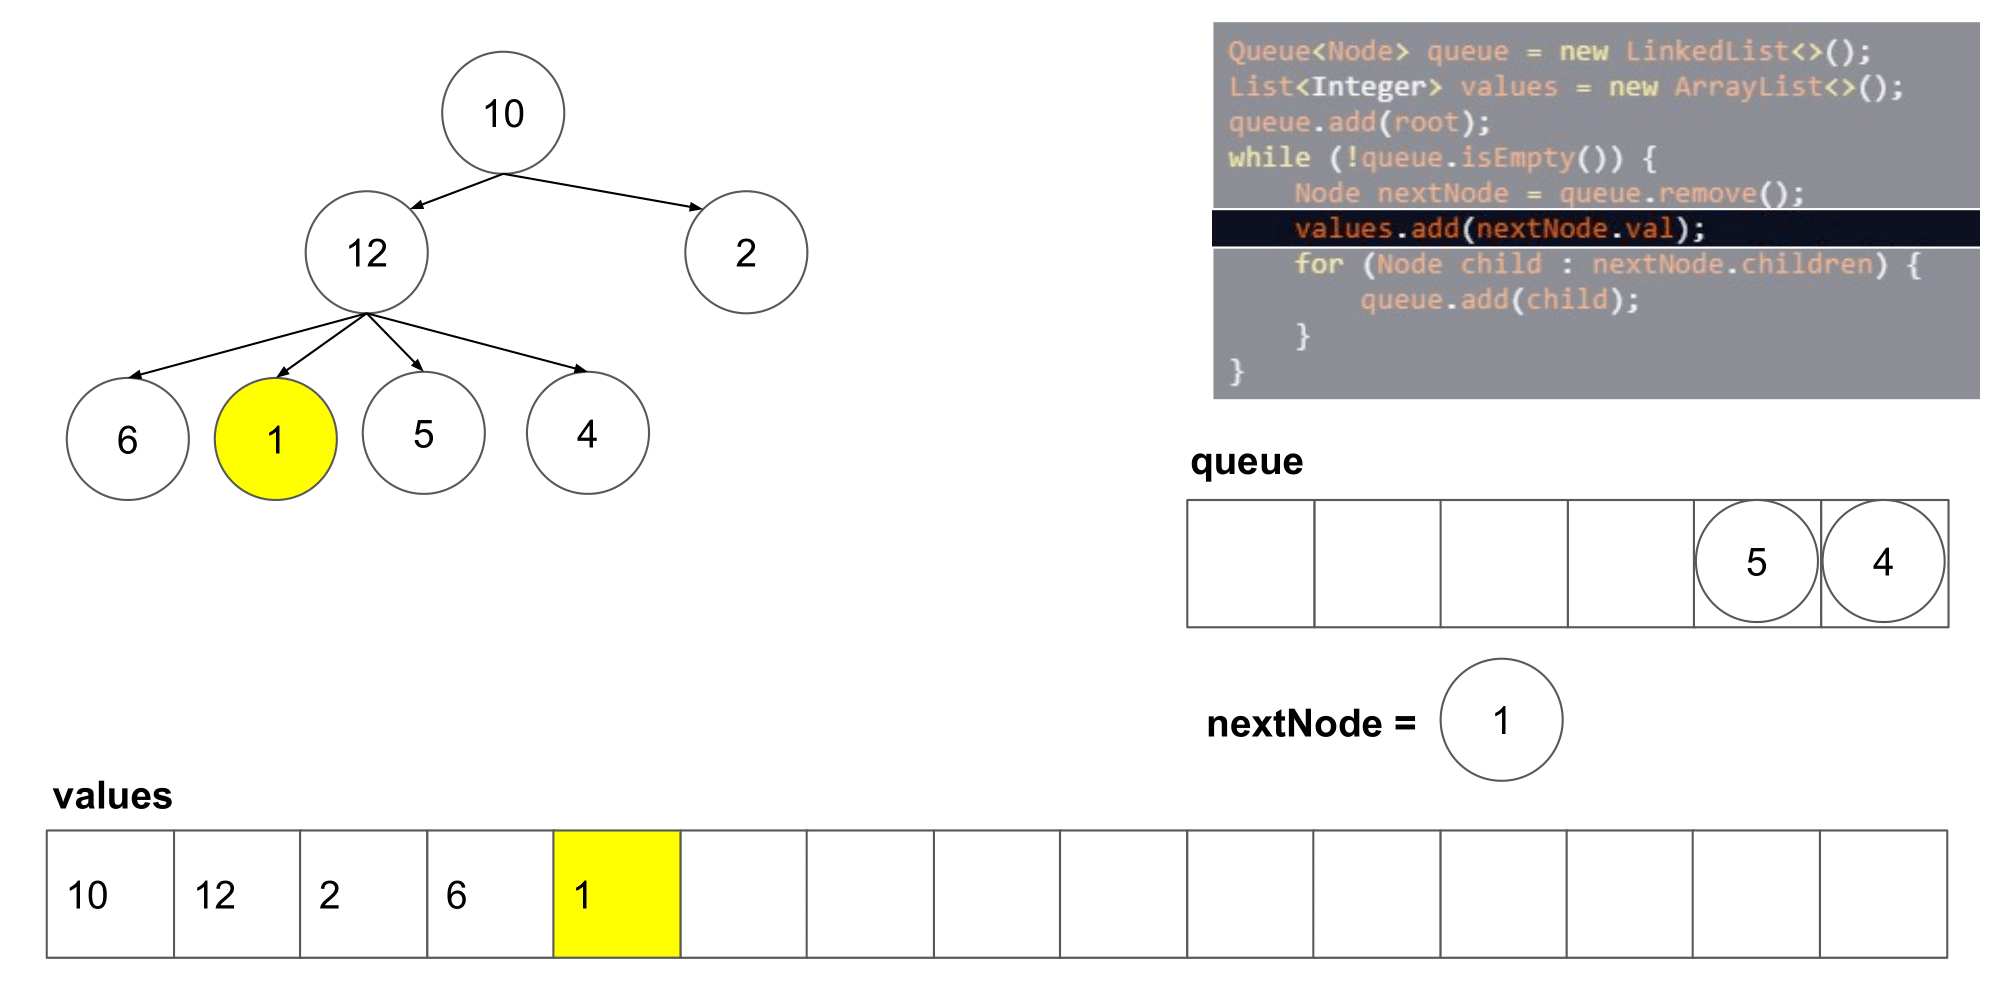 10
12
2
6
1
5
4
Queue<Node> queue = new LinkedList<>();
List<Integer> values = new ArrayList<>();
queue.add(root);
while (!queue.isEmpty()) {
    Node nextNode = queue.remove();
    values.add(nextNode.val);
    for (Node child : nextNode.children) {
        queue.add(child);
    }
}
queue
5 4
nextNode = 1
values
10 12 2 6 1